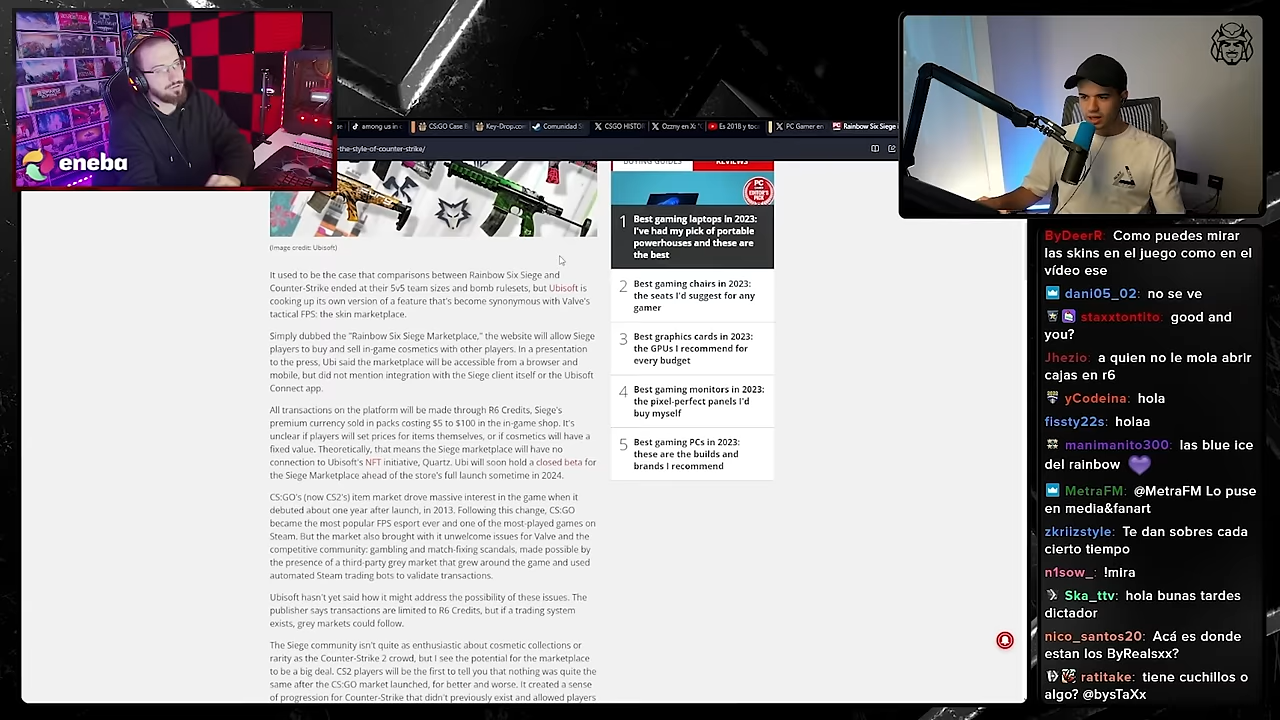 eneba
among us in
CS:GO Case
Key-Drop.com
Comunidad S
CSGO HISTO
Ozzny en X:
Es 2018 y toc
PC Gamer en
Rainbow Six Siege
-the-style-of-counter-strike/
BUYING GUIDES
REVIEWS
(Image credit: Ubisoft)
It used to be the case that comparisons between Rainbow Six Siege and
Counter-Strike ended at their 5v5 team sizes and bomb rulesets, but Ubisoft is
cooking up its own version of a feature that's become synonymous with Valve's
tactical FPS: the skin marketplace.
Simply dubbed the "Rainbow Six Siege Marketplace," the website will allow Siege
players to buy and sell in-game cosmetics with other players. In a presentation
to the press, Ubi said the marketplace will be accessible from a browser and
mobile, but did not mention integration with the Siege client itself or the Ubisoft
Connect app.
All transactions on the platform will be made through R6 Credits, Siege's
premium currency sold in packs costing $5 to $100 in the in-game shop. It's
unclear if players will set prices for items themselves, or if cosmetics will have a
fixed value. Theoretically, that means the Siege marketplace will have no
connection to Ubisoft's NFT initiative, Quartz. Ubi will soon hold a closed beta for
the Siege Marketplace ahead of the store's full launch sometime in 2024.
CS:GO's (now CS2's) item market drove massive interest in the game when it
debuted about one year after launch, in 2013. Following this change, CS:GO
became the most popular FPS esport ever and one of the most-played games on
Steam. But the market also brought with it unwelcome issues for Valve and the
competitive community: gambling and match-fixing scandals, made possible by
the presence of a third-party grey market that grew around the game and used
automated Steam trading bots to validate transactions.
Ubisoft hasn't yet said how it might address the possibility of these issues. The
publisher says transactions are limited to R6 Credits, but if a trading system
exists, grey markets could follow.
The Siege community isn't quite as enthusiastic about cosmetic collections or
rarity as the Counter-Strike 2 crowd, but I see the potential for the marketplace
to be a big deal. CS2 players will be the first to tell you that nothing was quite the
same after the CS:GO market launched, for better and worse. It created a sense
of progression for Counter-Strike that didn't previously exist and allowed players
1 Best gaming laptops in 2023:
I've had my pick of portable
powerhouses and these are
the best
2 Best gaming chairs in 2023:
the seats I'd suggest for any
gamer
3 Best graphics cards in 2023:
the GPUs I recommend for
every budget
4 Best gaming monitors in 2023:
the pixel-perfect panels I'd
buy myself
5 Best gaming PCs in 2023:
these are the builds and
brands I recommend
ByDeerR: Como puedes mirar
las skins en el juego como en el
vídeo ese
dani05_02: no se ve
staxxtontito: good and
you?
Jhezio: a quien no le mola abrir
cajas en r6
yCodeina: hola
fissty22s: holaa
manimanito300: las blue ice
del rainbow
MetraFM: @MetraFM Lo puse
en media&fanart
zkriizstyle: Te dan sobres cada
cierto tiempo
n1sow_: !mira
Ska_ttv: hola bunas tardes
dictador
nico_santos20: Acá es donde
estan los ByRealsxx?
ratitake: tiene cuchillos o
algo? @bysTaXx